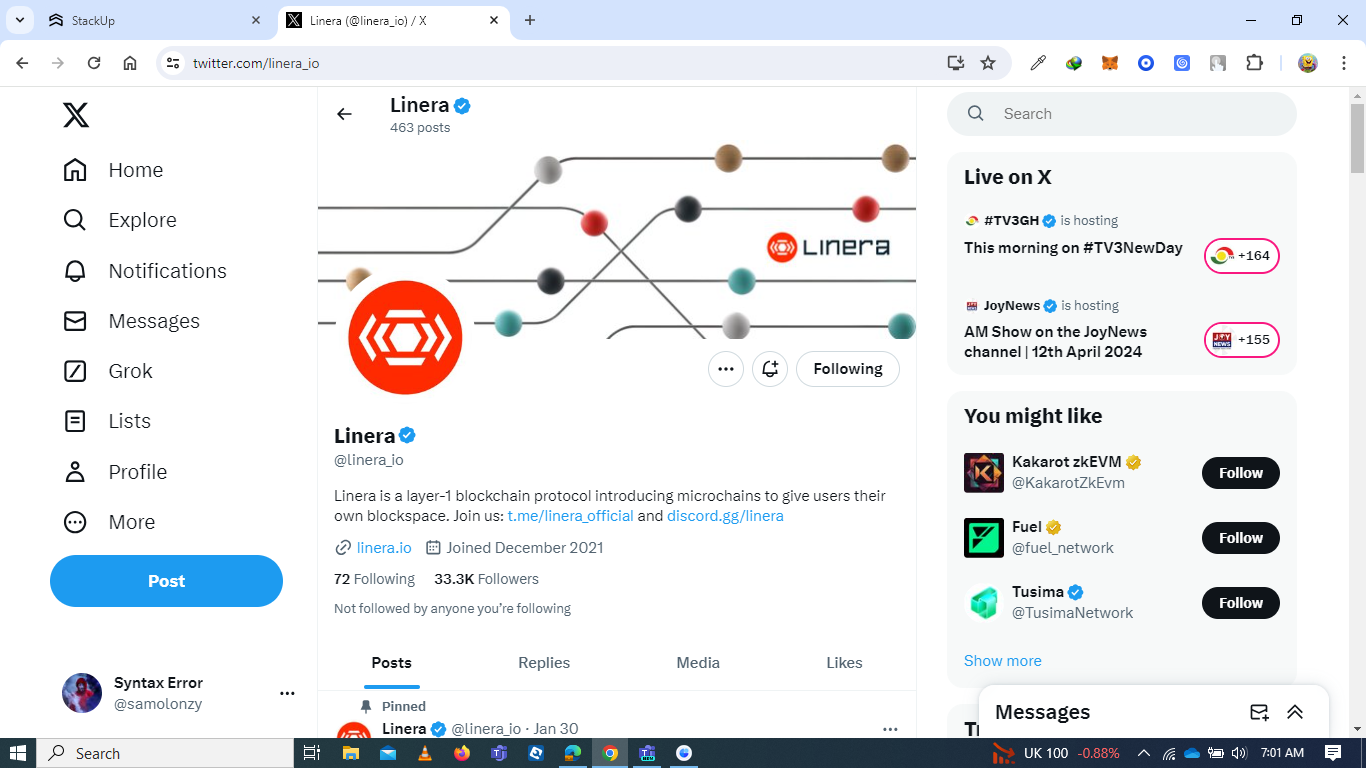 StackUp
Linera (@linera_io) / X
twitter.com/linera_io
Home
Explore
Notifications
Messages
Grok
Lists
Profile
More
Post
Syntax Error
@samolonzy
Linera
463 posts
LINERA
Following
Linera
@linera_io
Linera is a layer-1 blockchain protocol introducing microchains to give users their
own blockspace. Join us: t.me/linera_official and discord.gg/linera
linera.io Joined December 2021
72 Following 33.3K Followers
Not followed by anyone you’re following
Posts Replies Media Likes
Pinned
Linera @linera_io · Jan 30
Search
Live on X
#TV3GH is hosting
This morning on #TV3NewDay
+164
JoyNews is hosting
AM Show on the JoyNews
channel | 12th April 2024
+155
You might like
Kakarot zkEVM
@KakarotZkEvm
Follow
Fuel
@fuel_network
Follow
Tusima
@TusimaNetwork
Follow
Show more
Messages
Search
UK 100 -0.88%
7:01 AM